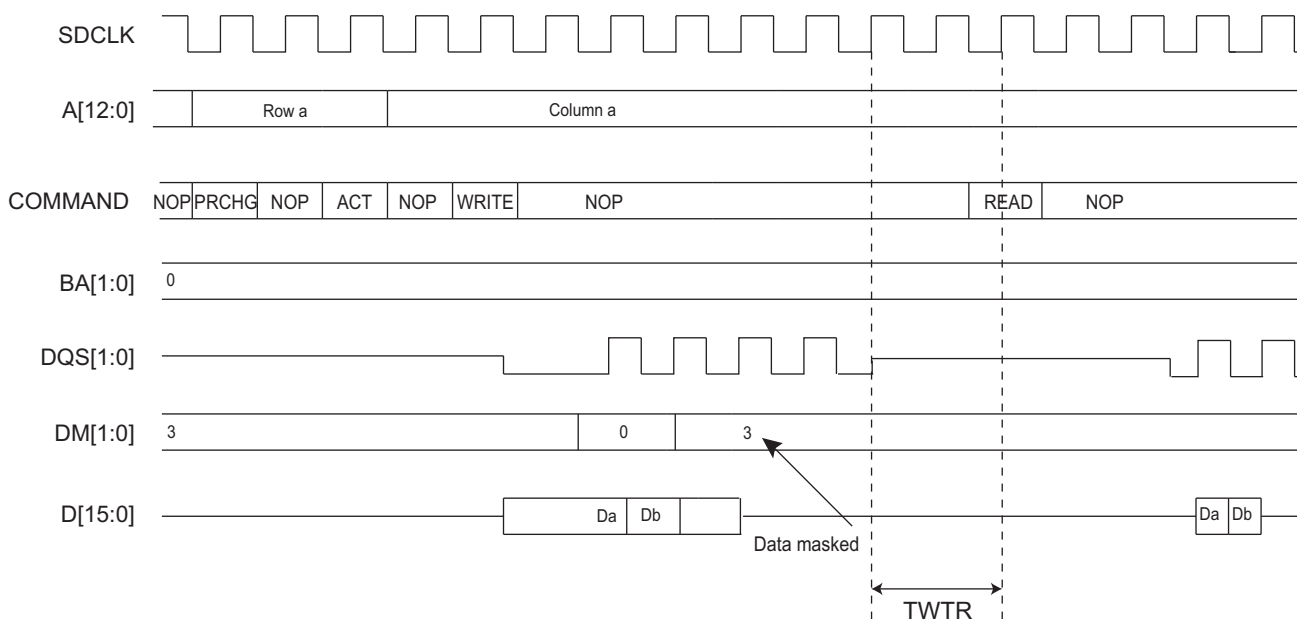 SDCLK
A[12:0] Row a Column a
COMMAND NOP PRCHG NOP ACT NOP WRITE NOP READ NOP
BA[1:0] 0
DQS[1:0]
DM[1:0] 3 0 3
D[15:0] Da Db Da Db
Data masked
TWTR